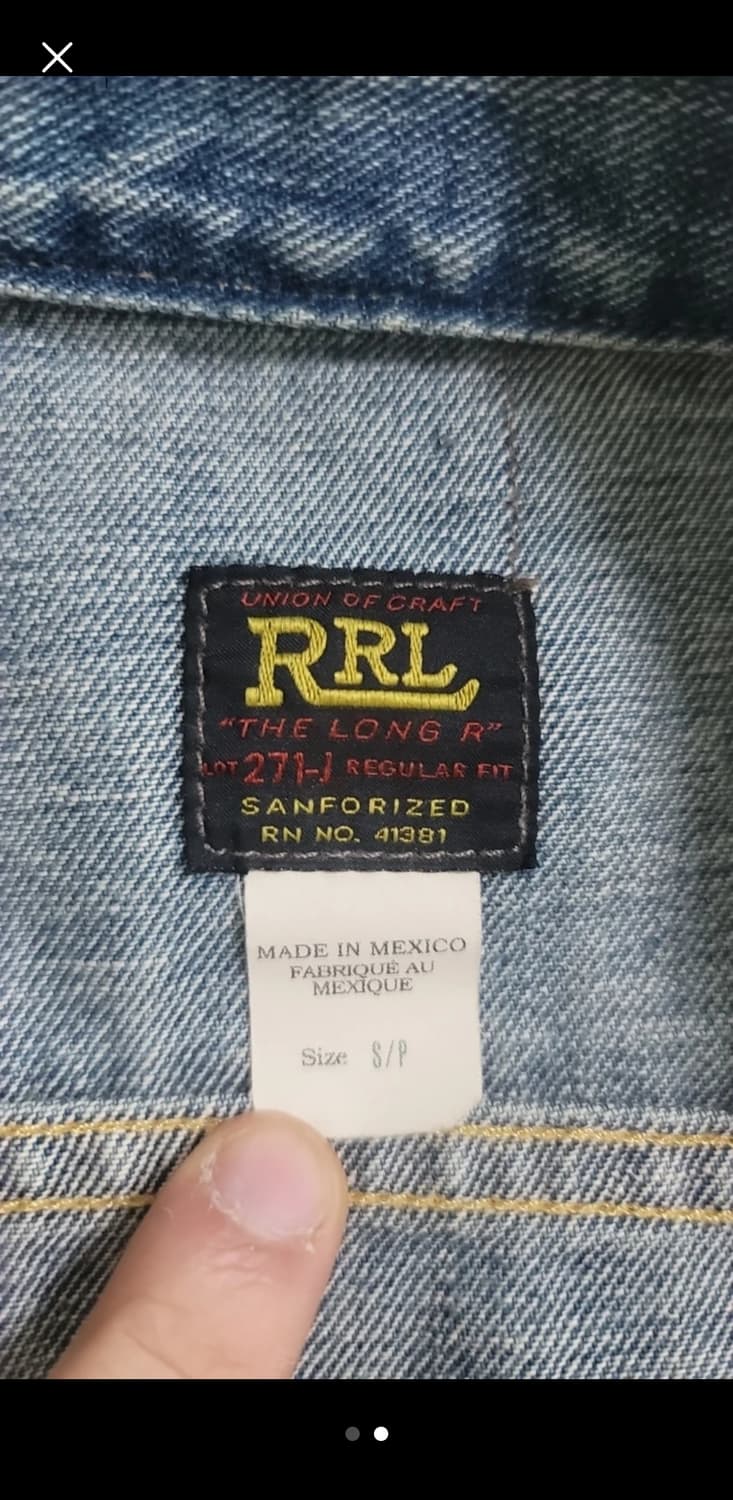 UNION OF CRAFT
RRL
"THE LONG R"
LOT 271-J REGULAR FIT
SANFORIZED
RN NO. 41381
MADE IN MEXICO
FABRIQUÉ AU
MEXIQUE
Size S/P